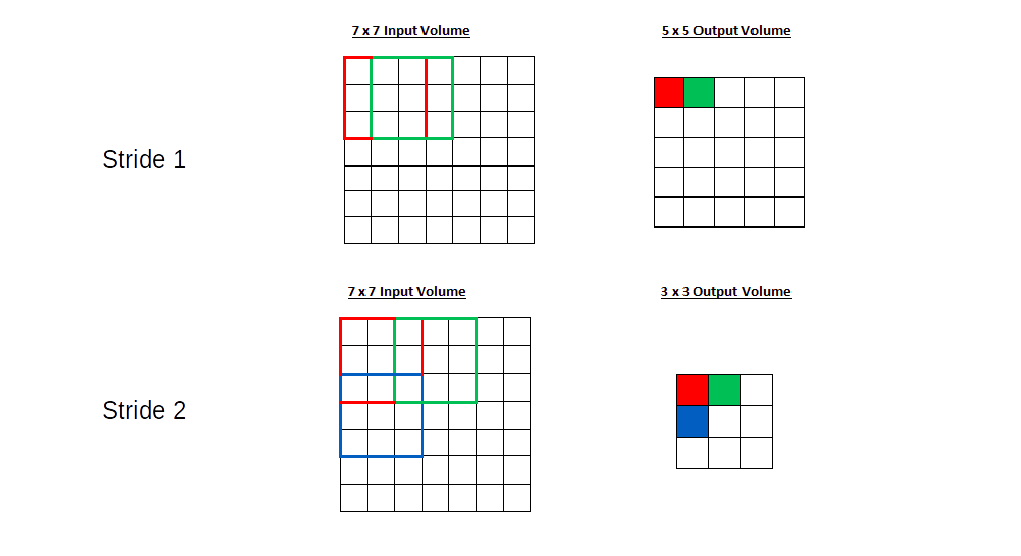 7 x 7 Input Volume
5 x 5 Output Volume
Stride 1
7 x 7 Input Volume
3 x 3 Output Volume
Stride 2